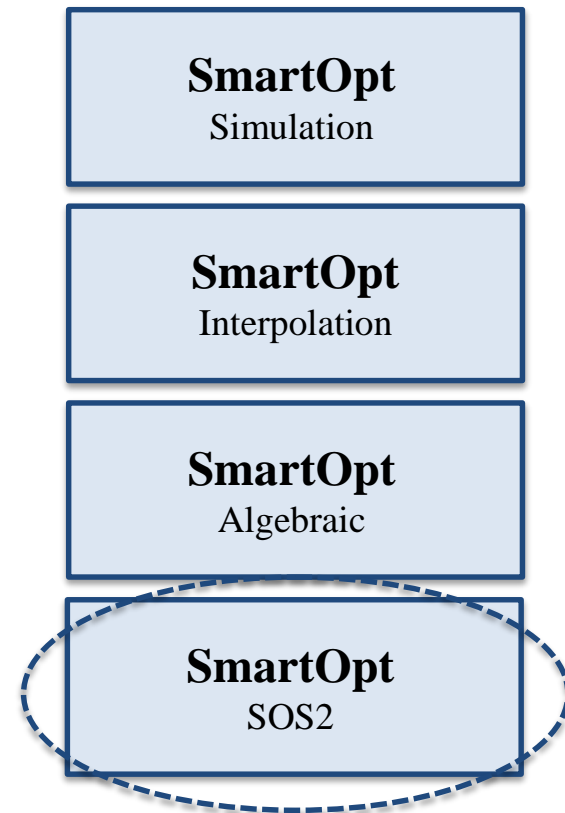 SmartOpt
Simulation
SmartOpt
Interpolation
SmartOpt
Algebraic
SmartOpt
SOS2